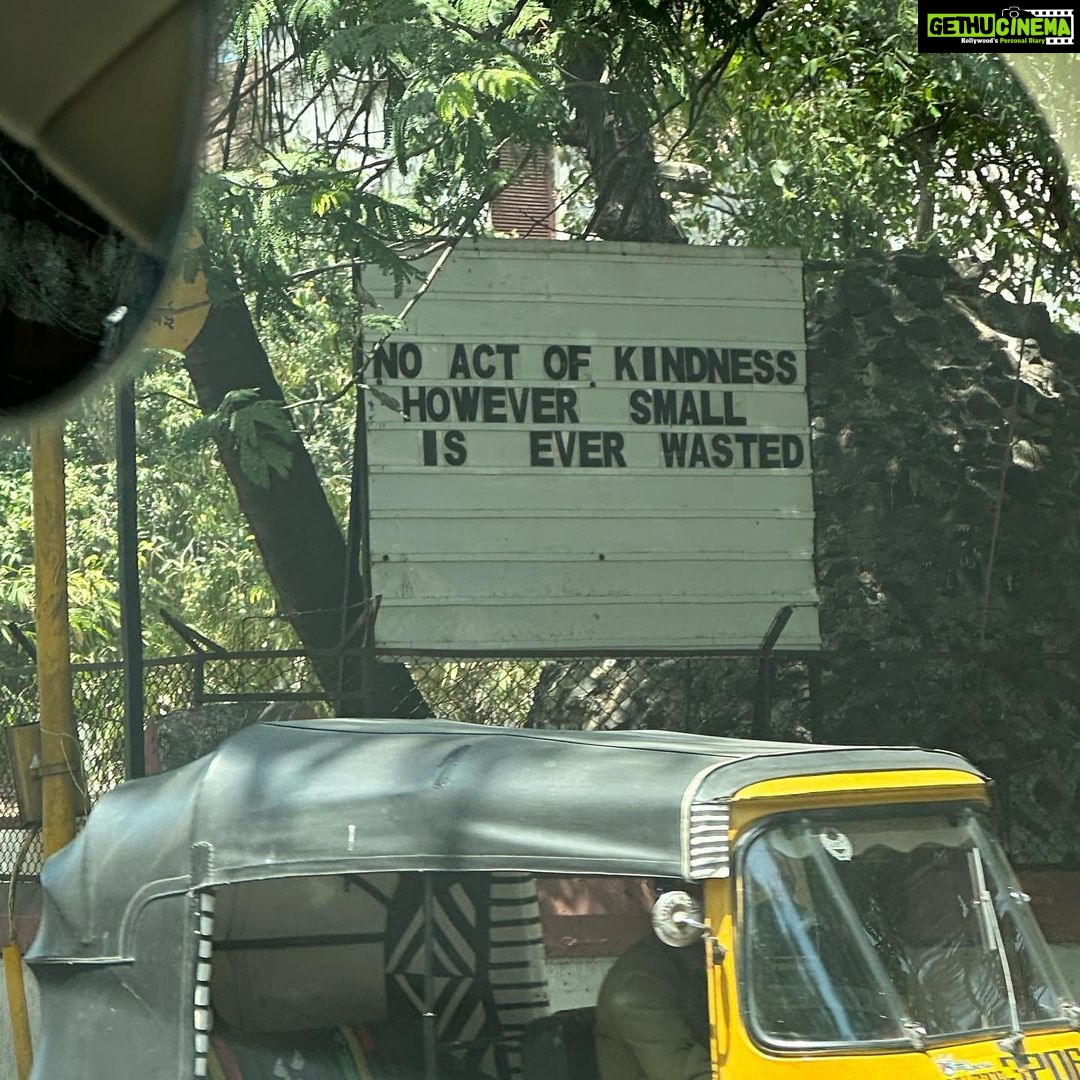 GETHUCINEMA
Kollywood's Personal Diary
NO ACT OF KINDNESS
HOWEVER SMALL
IS EVER WASTED